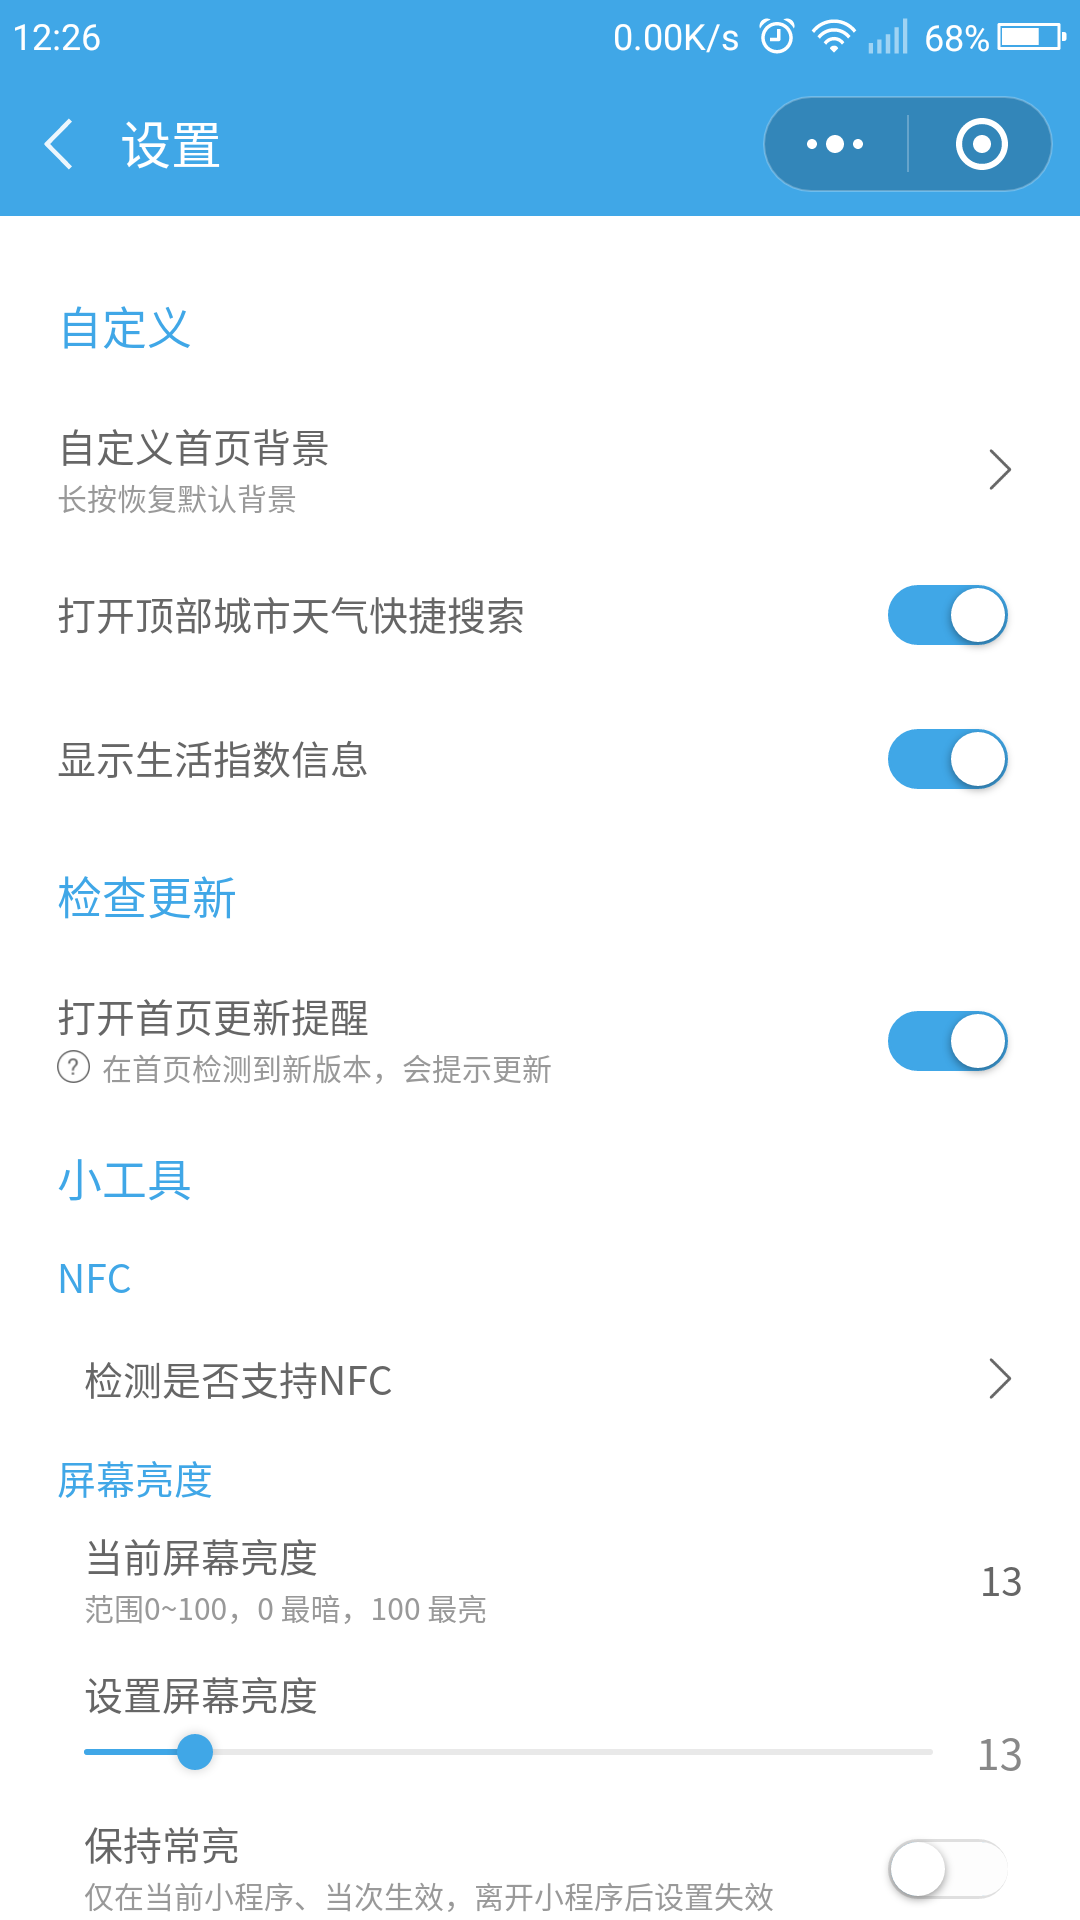 12:26
0.00K/s 68%
设置
自定义
自定义首页背景
长按恢复默认背景
打开顶部城市天气快捷搜索
显示生活指数信息
检查更新
打开首页更新提醒
? 在首页检测到新版本，会提示更新
小工具
NFC
检测是否支持NFC
屏幕亮度
当前屏幕亮度
13
范围0~100，0 最暗，100 最亮
设置屏幕亮度
13
保持常亮
仅在当前小程序、当次生效，离开小程序后设置失效